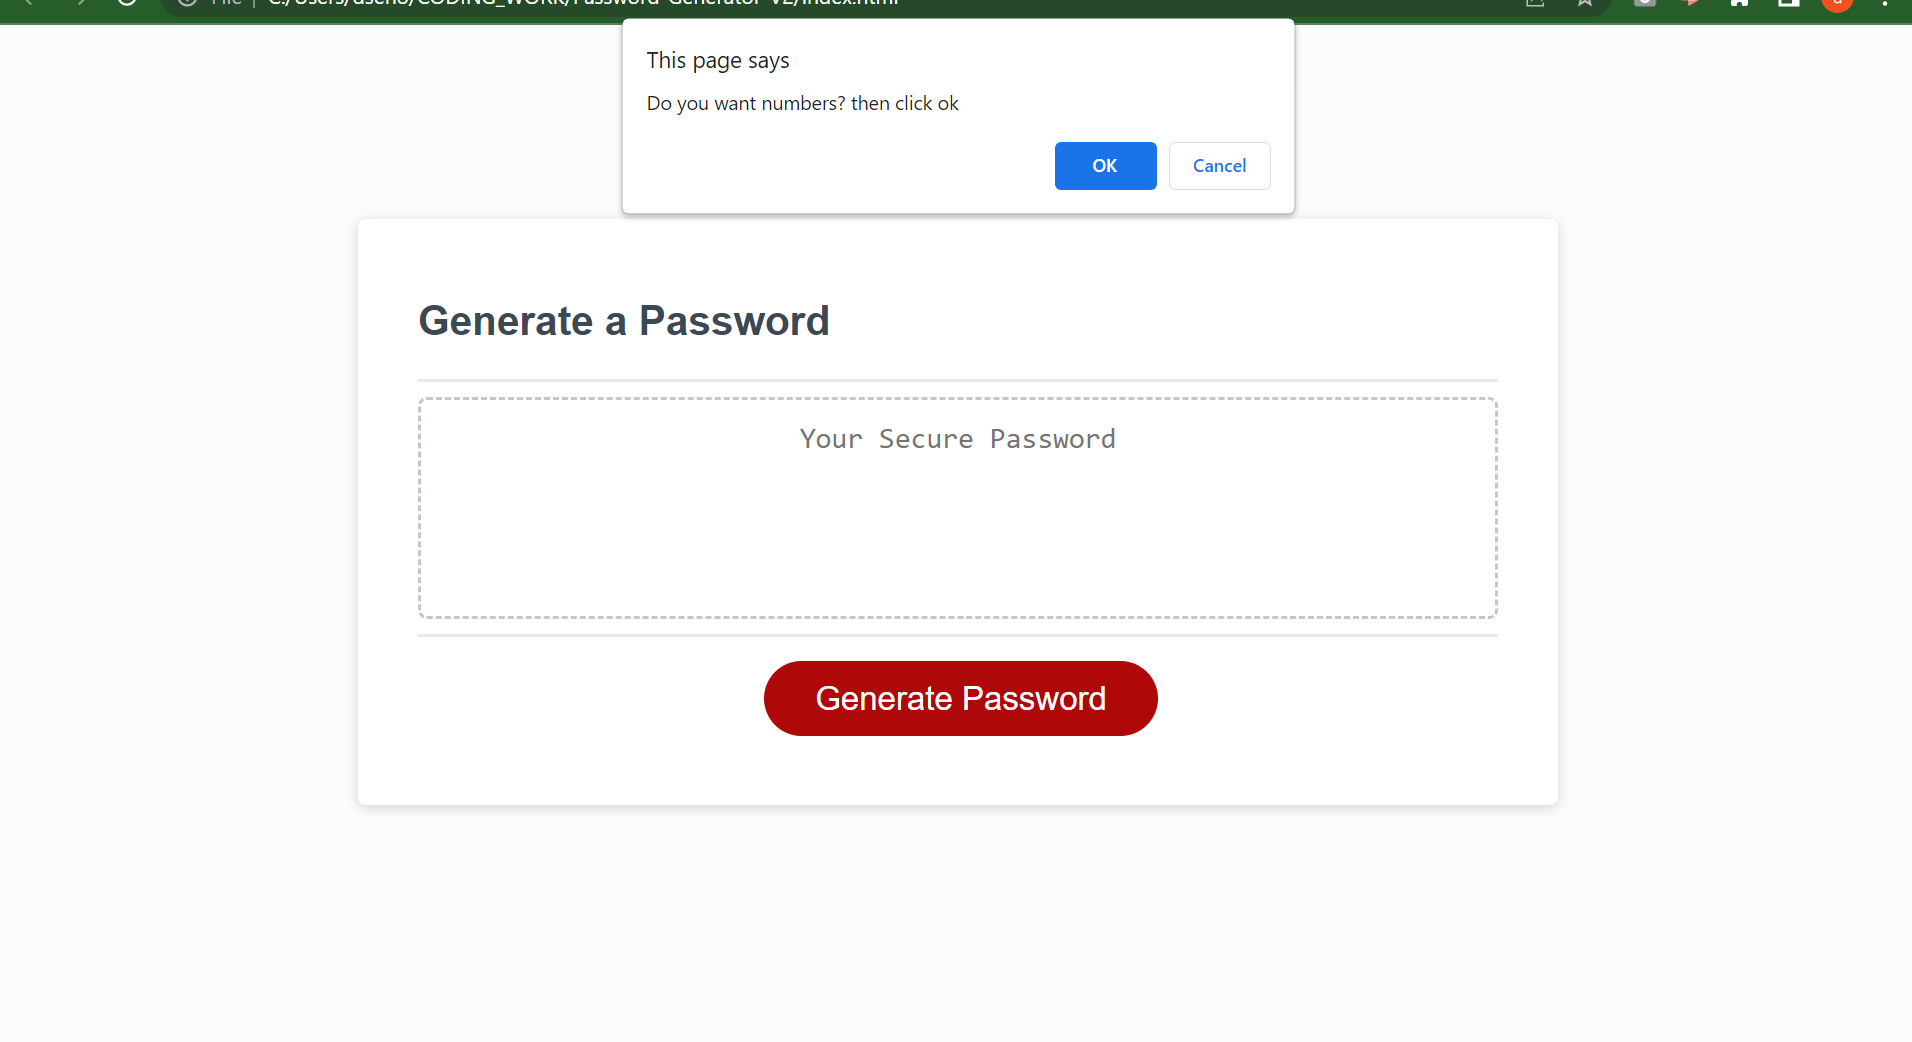 File | C:/Users/dseno/CODING_WORK/Password-Generator-v2/index.html
This page says
Do you want numbers? then click ok
OK Cancel
Generate a Password
Your Secure Password
Generate Password